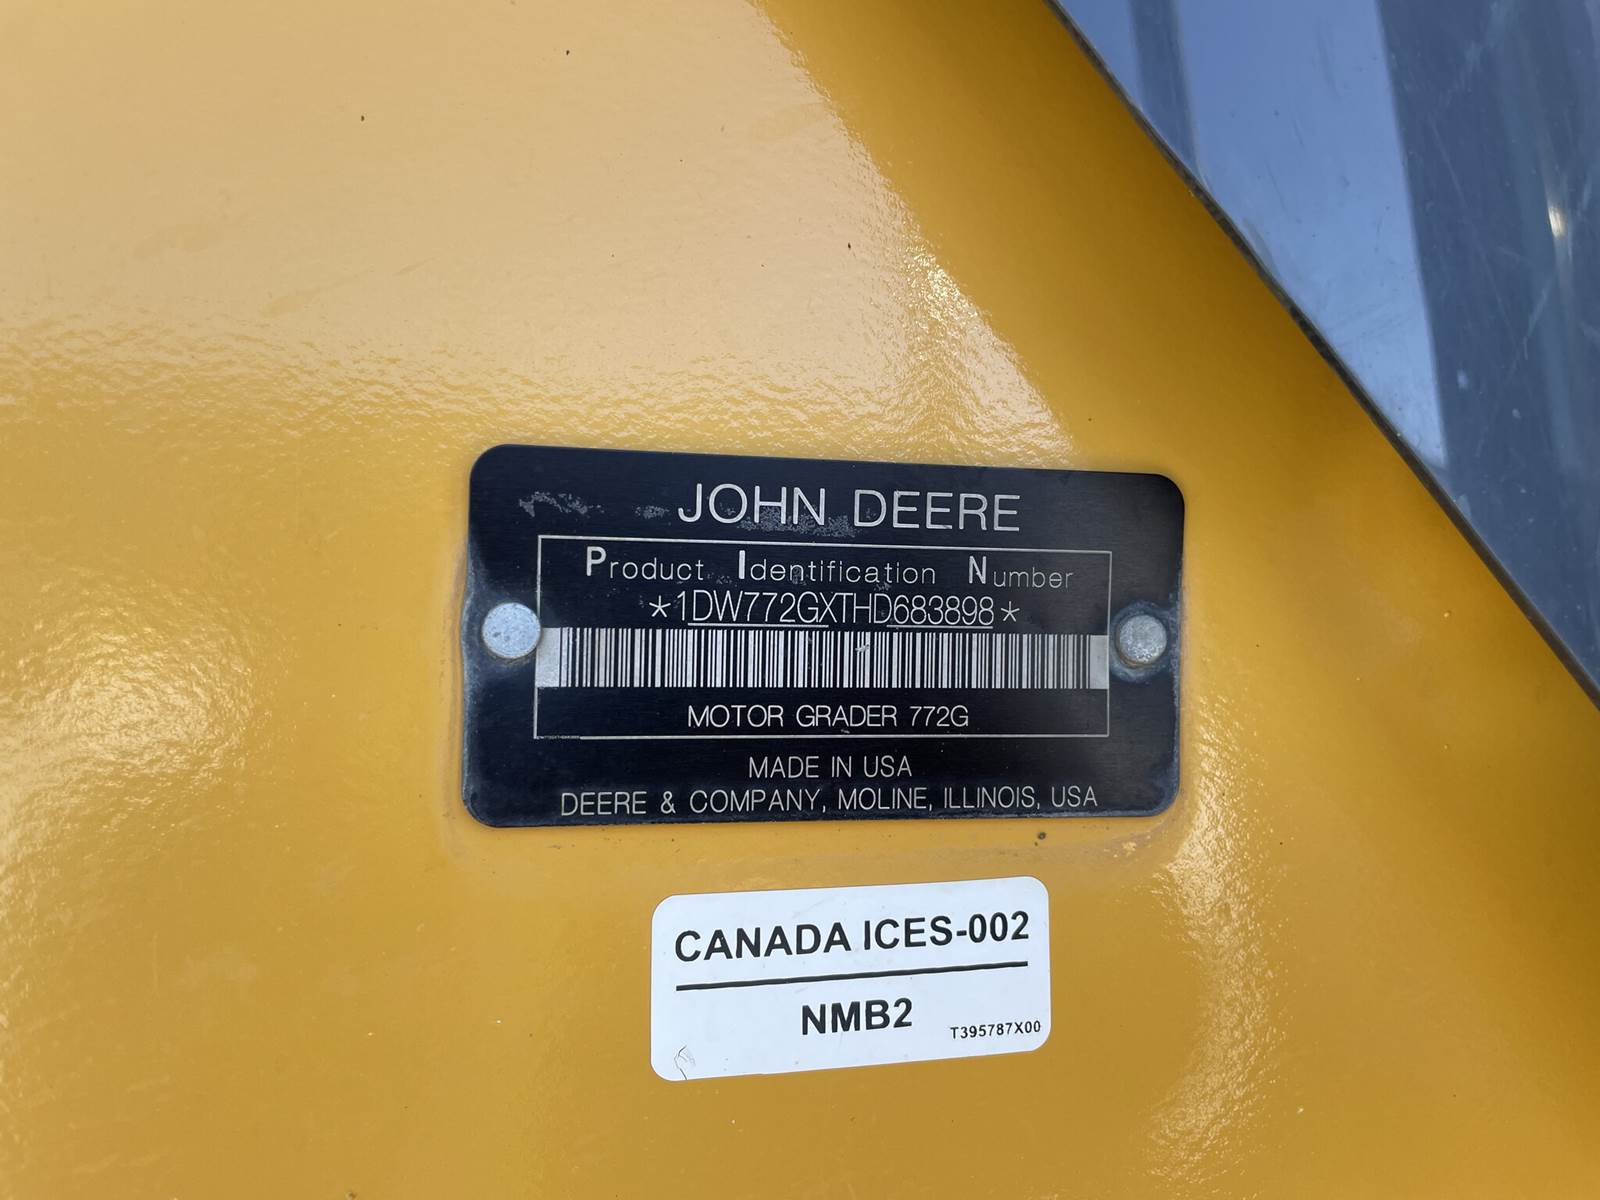 JOHN DEERE
Product Identification Number
*1DW772GXTHD683898*
MOTOR GRADER 772G
MADE IN USA
DEERE & COMPANY, MOLINE, ILLINOIS, USA
CANADA ICES-002
NMB2
T395787X00